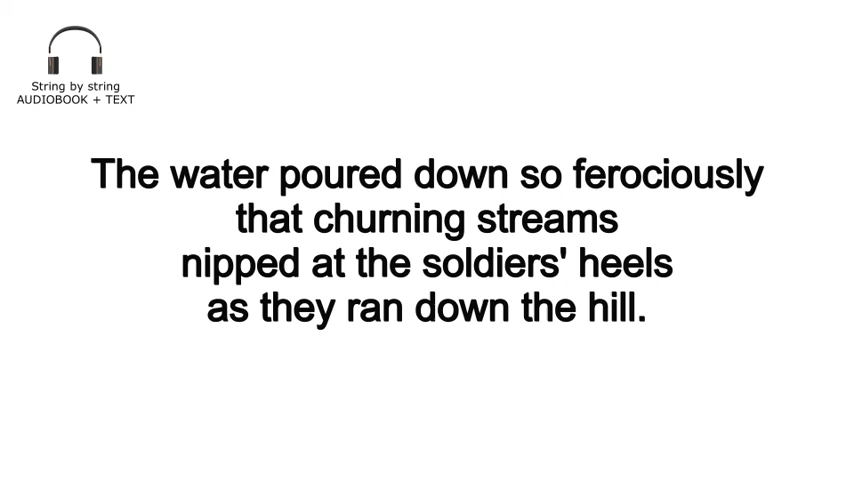 String by string
AUDIOBOOK + TEXT
The water poured down so ferociously
that churning streams
nipped at the soldiers' heels
as they ran down the hill.